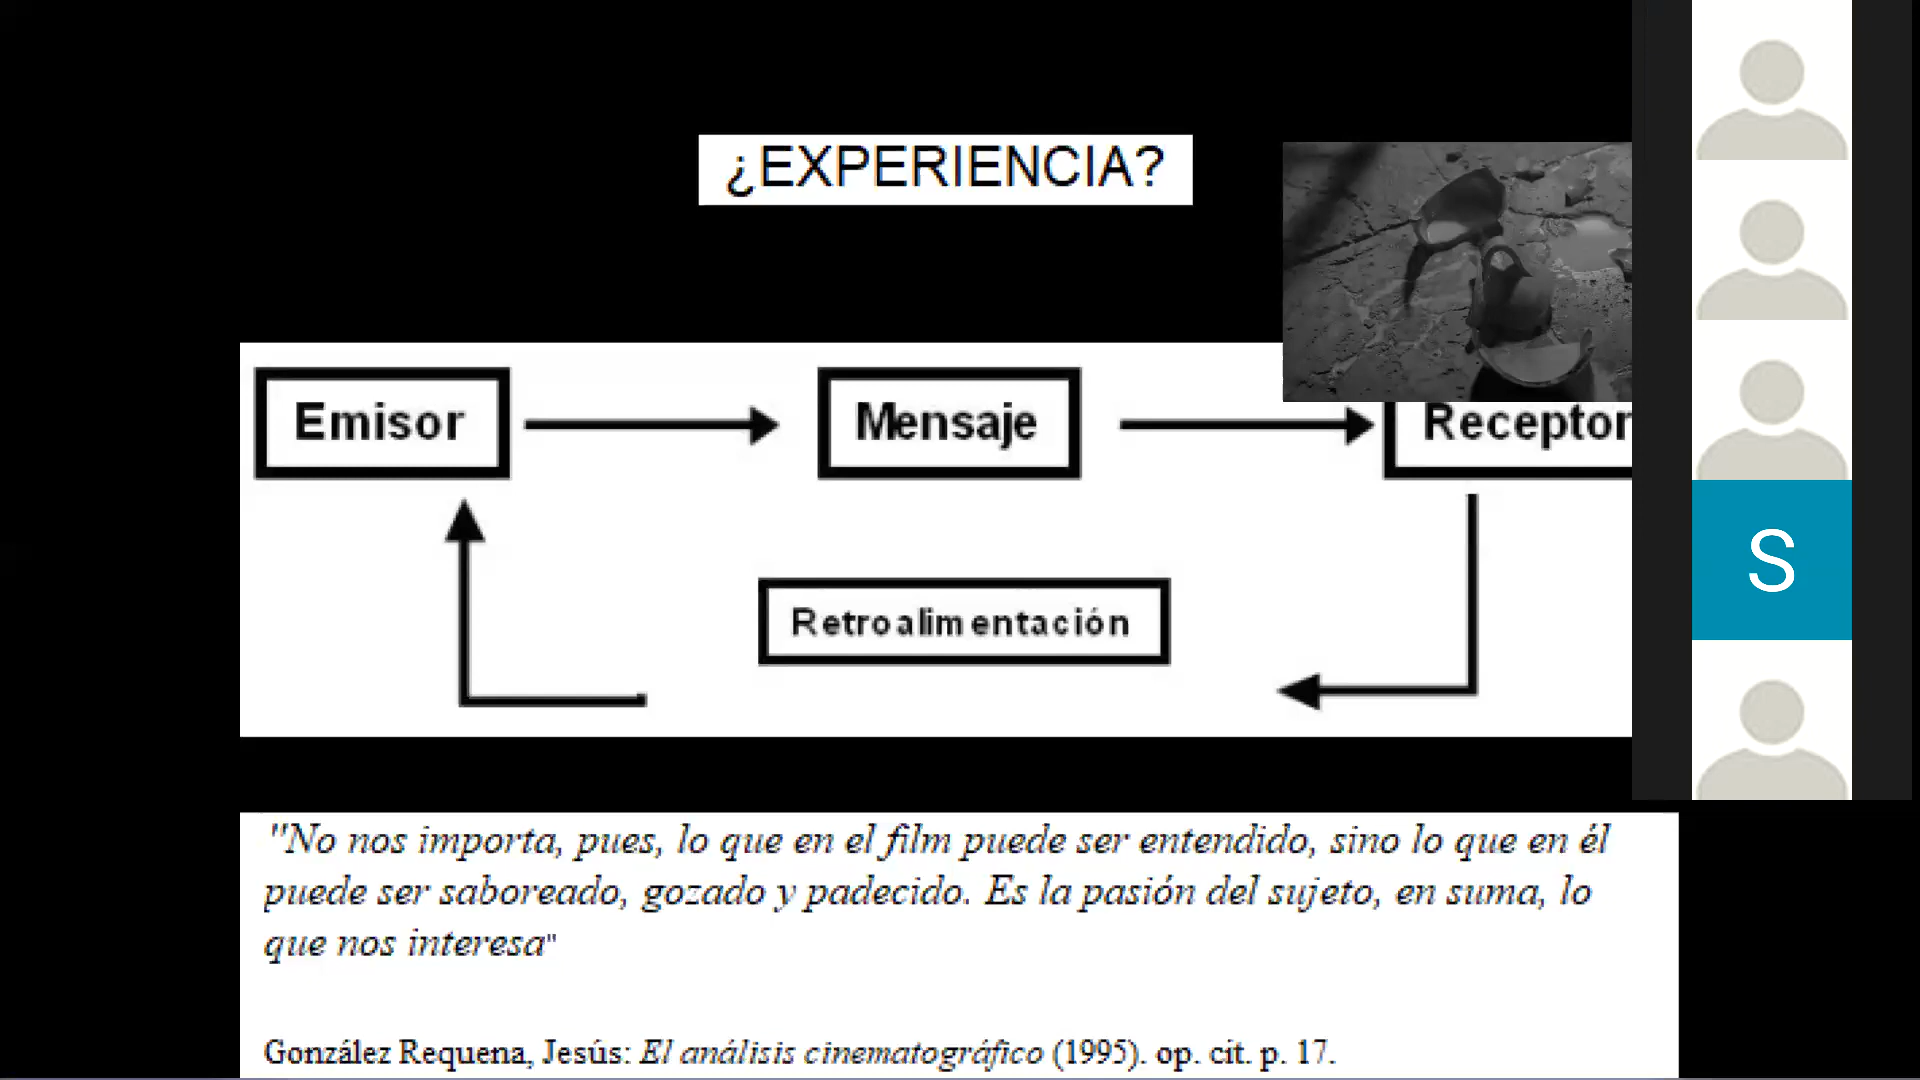 ¿EXPERIENCIA?
Emisor
Mensaje
Receptor
Retroalimentación
S
"No nos importa, pues, lo que en el film puede ser entendido, sino lo que en él
puede ser saboreado, gozado y padecido. Es la pasión del sujeto, en suma, lo
que nos interesa"
González Requena, Jesús: El análisis cinematográfico (1995). op. cit. p. 17.